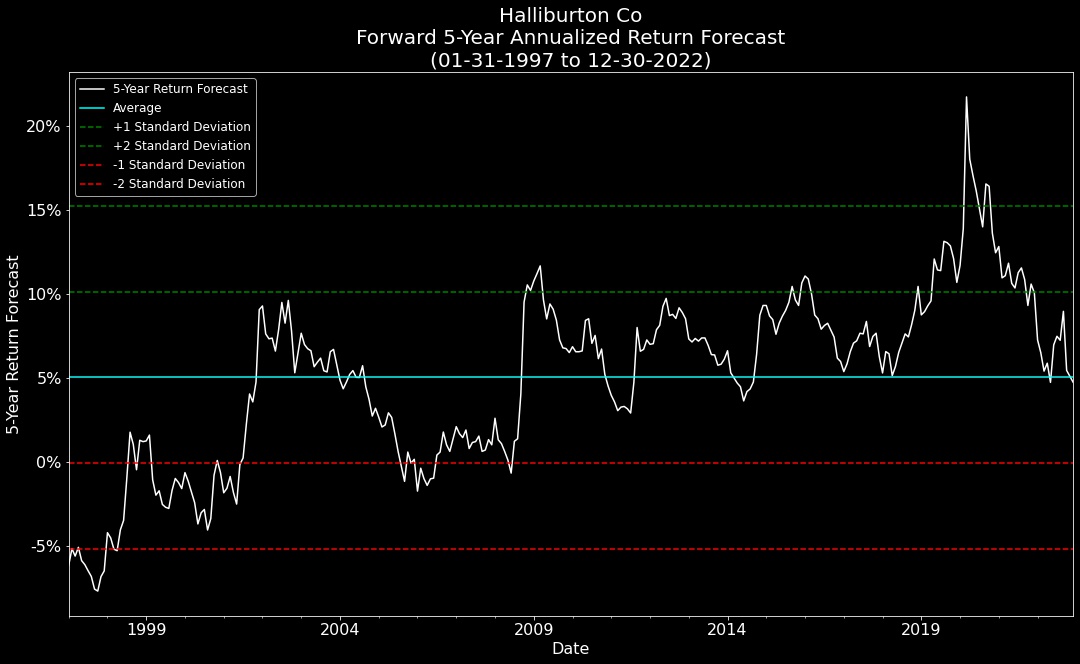 Halliburton Co
Forward 5-Year Annualized Return Forecast
(01-31-1997 to 12-30-2022)
5-Year Return Forecast
Average
+1 Standard Deviation
+2 Standard Deviation
-1 Standard Deviation
-2 Standard Deviation
20%
15%
10%
5%
0%
-5%
5-Year Return Forecast
1999
2004
2009
2014
2019
Date